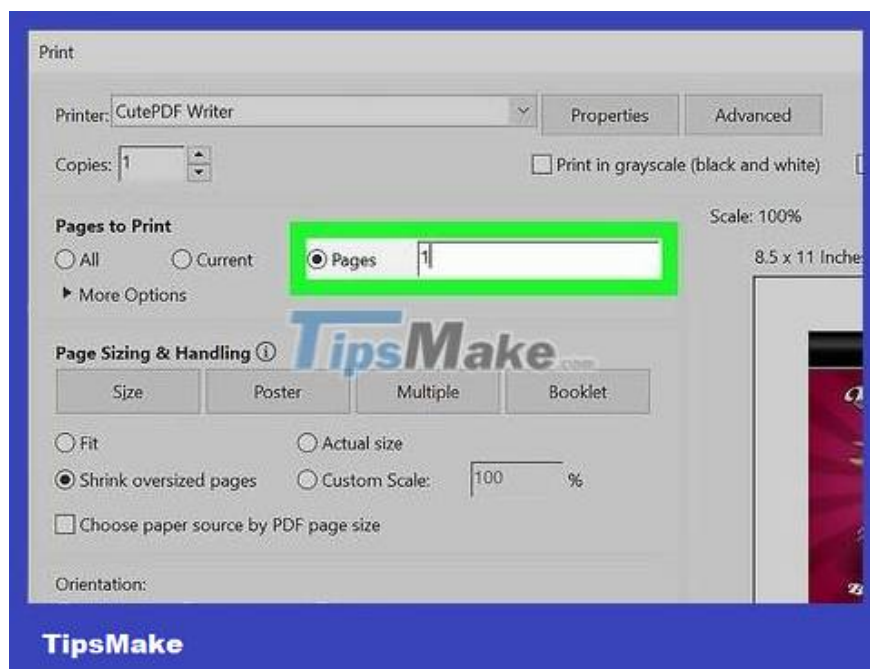 Print
Printer: CutePDF Writer Properties Advanced
Copies: 1 Print in grayscale (black and white)
Pages to Print Scale: 100%
All Current Pages 1 8.5 x 11 Inche
More Options
TipsMake.com
Page Sizing & Handling
Size Poster Multiple Booklet
Fit Actual size
Shrink oversized pages Custom Scale: 100 %
Choose paper source by PDF page size
Orientation:
TipsMake